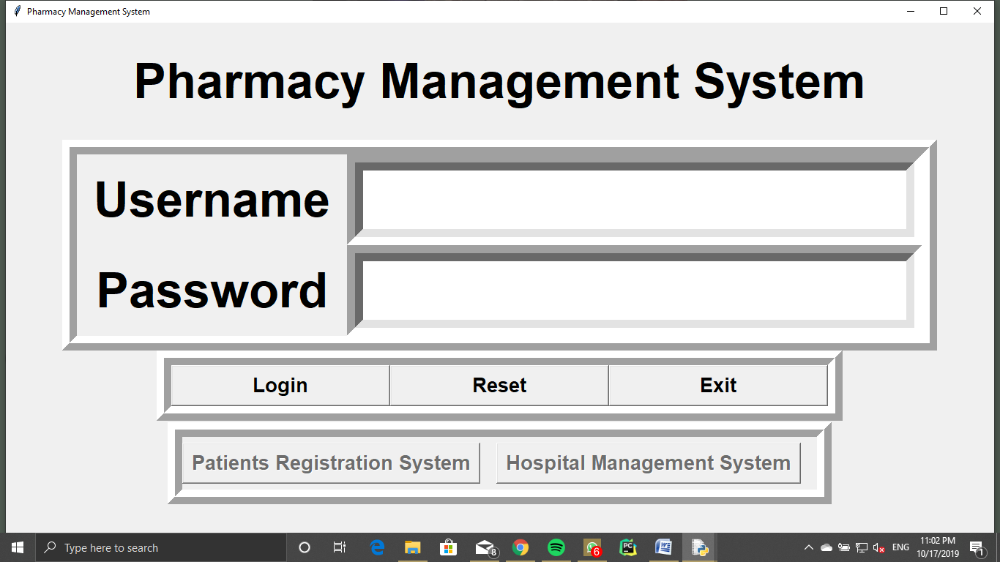 Pharmacy Management System
Pharmacy Management System
Username
Password
Login Reset Exit
Patients Registration System Hospital Management System
Type here to search
8
6
PC
W
ENG
11:02 PM
10/17/2019
1